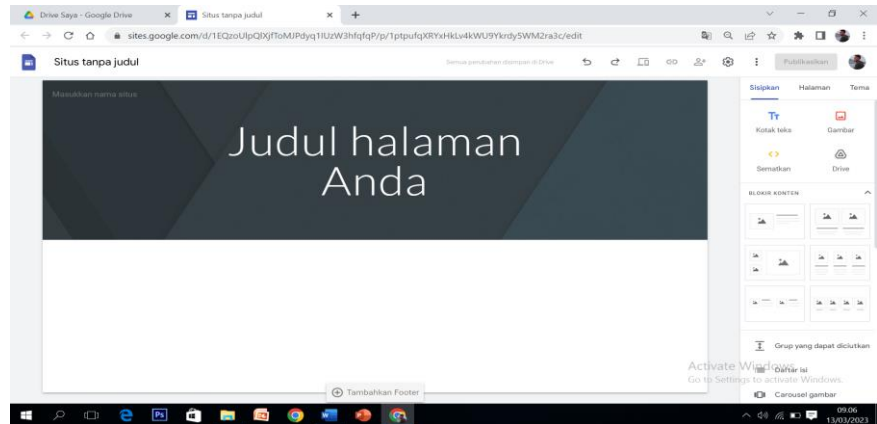 Drive Saya - Google Drive
Situs tanpa judul
sites.google.com/d/1EQzoUlpQlXjfToMJPdyq1lUzW3hfqfqP/p/1ptpufqXRYxHkLv4kWU9Ykrdy5WM2ra3c/edit
Situs tanpa judul
Semua perubahan disimpan di Drive
Publikasikan
Masukkan nama situs
Judul halaman
Anda
Tambahkan Footer
Sisipkan Halaman Tema
Kotak teks Gambar
Sematkan Drive
BLOKIR KONTEN
Grup yang dapat diciutkan
Daftar isi
Carousel gambar
Activate Windows
Go to Settings to activate Windows.
09.06
13/03/2023